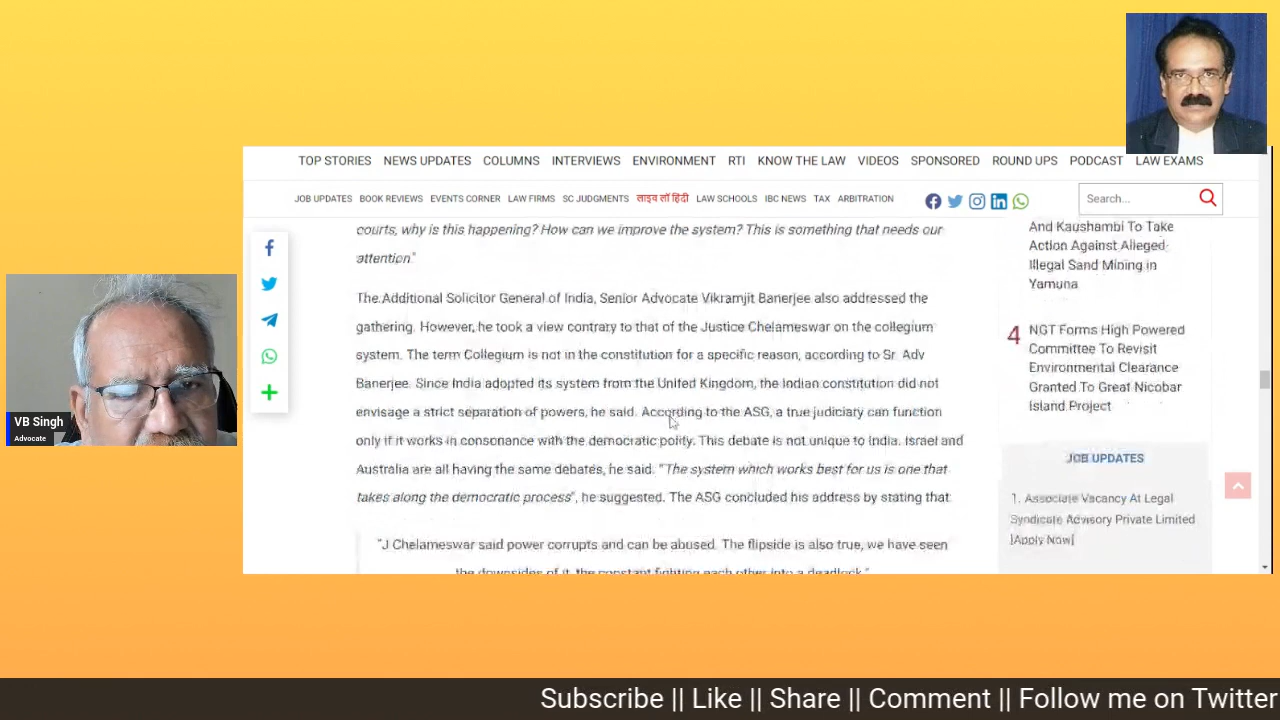 TOP STORIES NEWS UPDATES COLUMNS INTERVIEWS ENVIRONMENT RTI KNOW THE LAW VIDEOS SPONSORED ROUND UPS PODCAST LAW EXAMS
JOB UPDATES BOOK REVIEWS EVENTS CORNER LAW FIRMS SC JUDGMENTS लाइव लॉ हिंदी LAW SCHOOLS IBC NEWS TAX ARBITRATION
Search...
courts, why is this happening? How can we improve the system? This is something that needs our
attention"
The Additional Solicitor General of India, Senior Advocate Vikramjit Banerjee also addressed the
gathering. However, he took a view contrary to that of the Justice Chelameswar on the collegium
system. The term Collegium is not in the constitution for a specific reason, according to Sr. Adv
Banerjee. Since India adopted its system from the United Kingdom, the Indian constitution did not
envisage a strict separation of powers, he said. According to the ASG, a true judiciary can function
only if it works in consonance with the democratic polity. This debate is not unique to India. Israel and
Australia are all having the same debates, he said. "The system which works best for us is one that
takes along the democratic process", he suggested. The ASG concluded his address by stating that
"J Chelameswar said power corrupts and can be abused. The flipside is also true, we have seen
the downsides of it, the constant fighting each other into a deadlock."
And Kaushambi To Take
Action Against Alleged
Illegal Sand Mining in
Yamuna
4 NGT Forms High Powered
Committee To Revisit
Environmental Clearance
Granted To Great Nicobar
Island Project
JOB UPDATES
1. Associate Vacancy At Legal
Syndicate Advisory Private Limited
[Apply Now]
VB Singh
Advocate
Subscribe || Like || Share || Comment || Follow me on Twitter